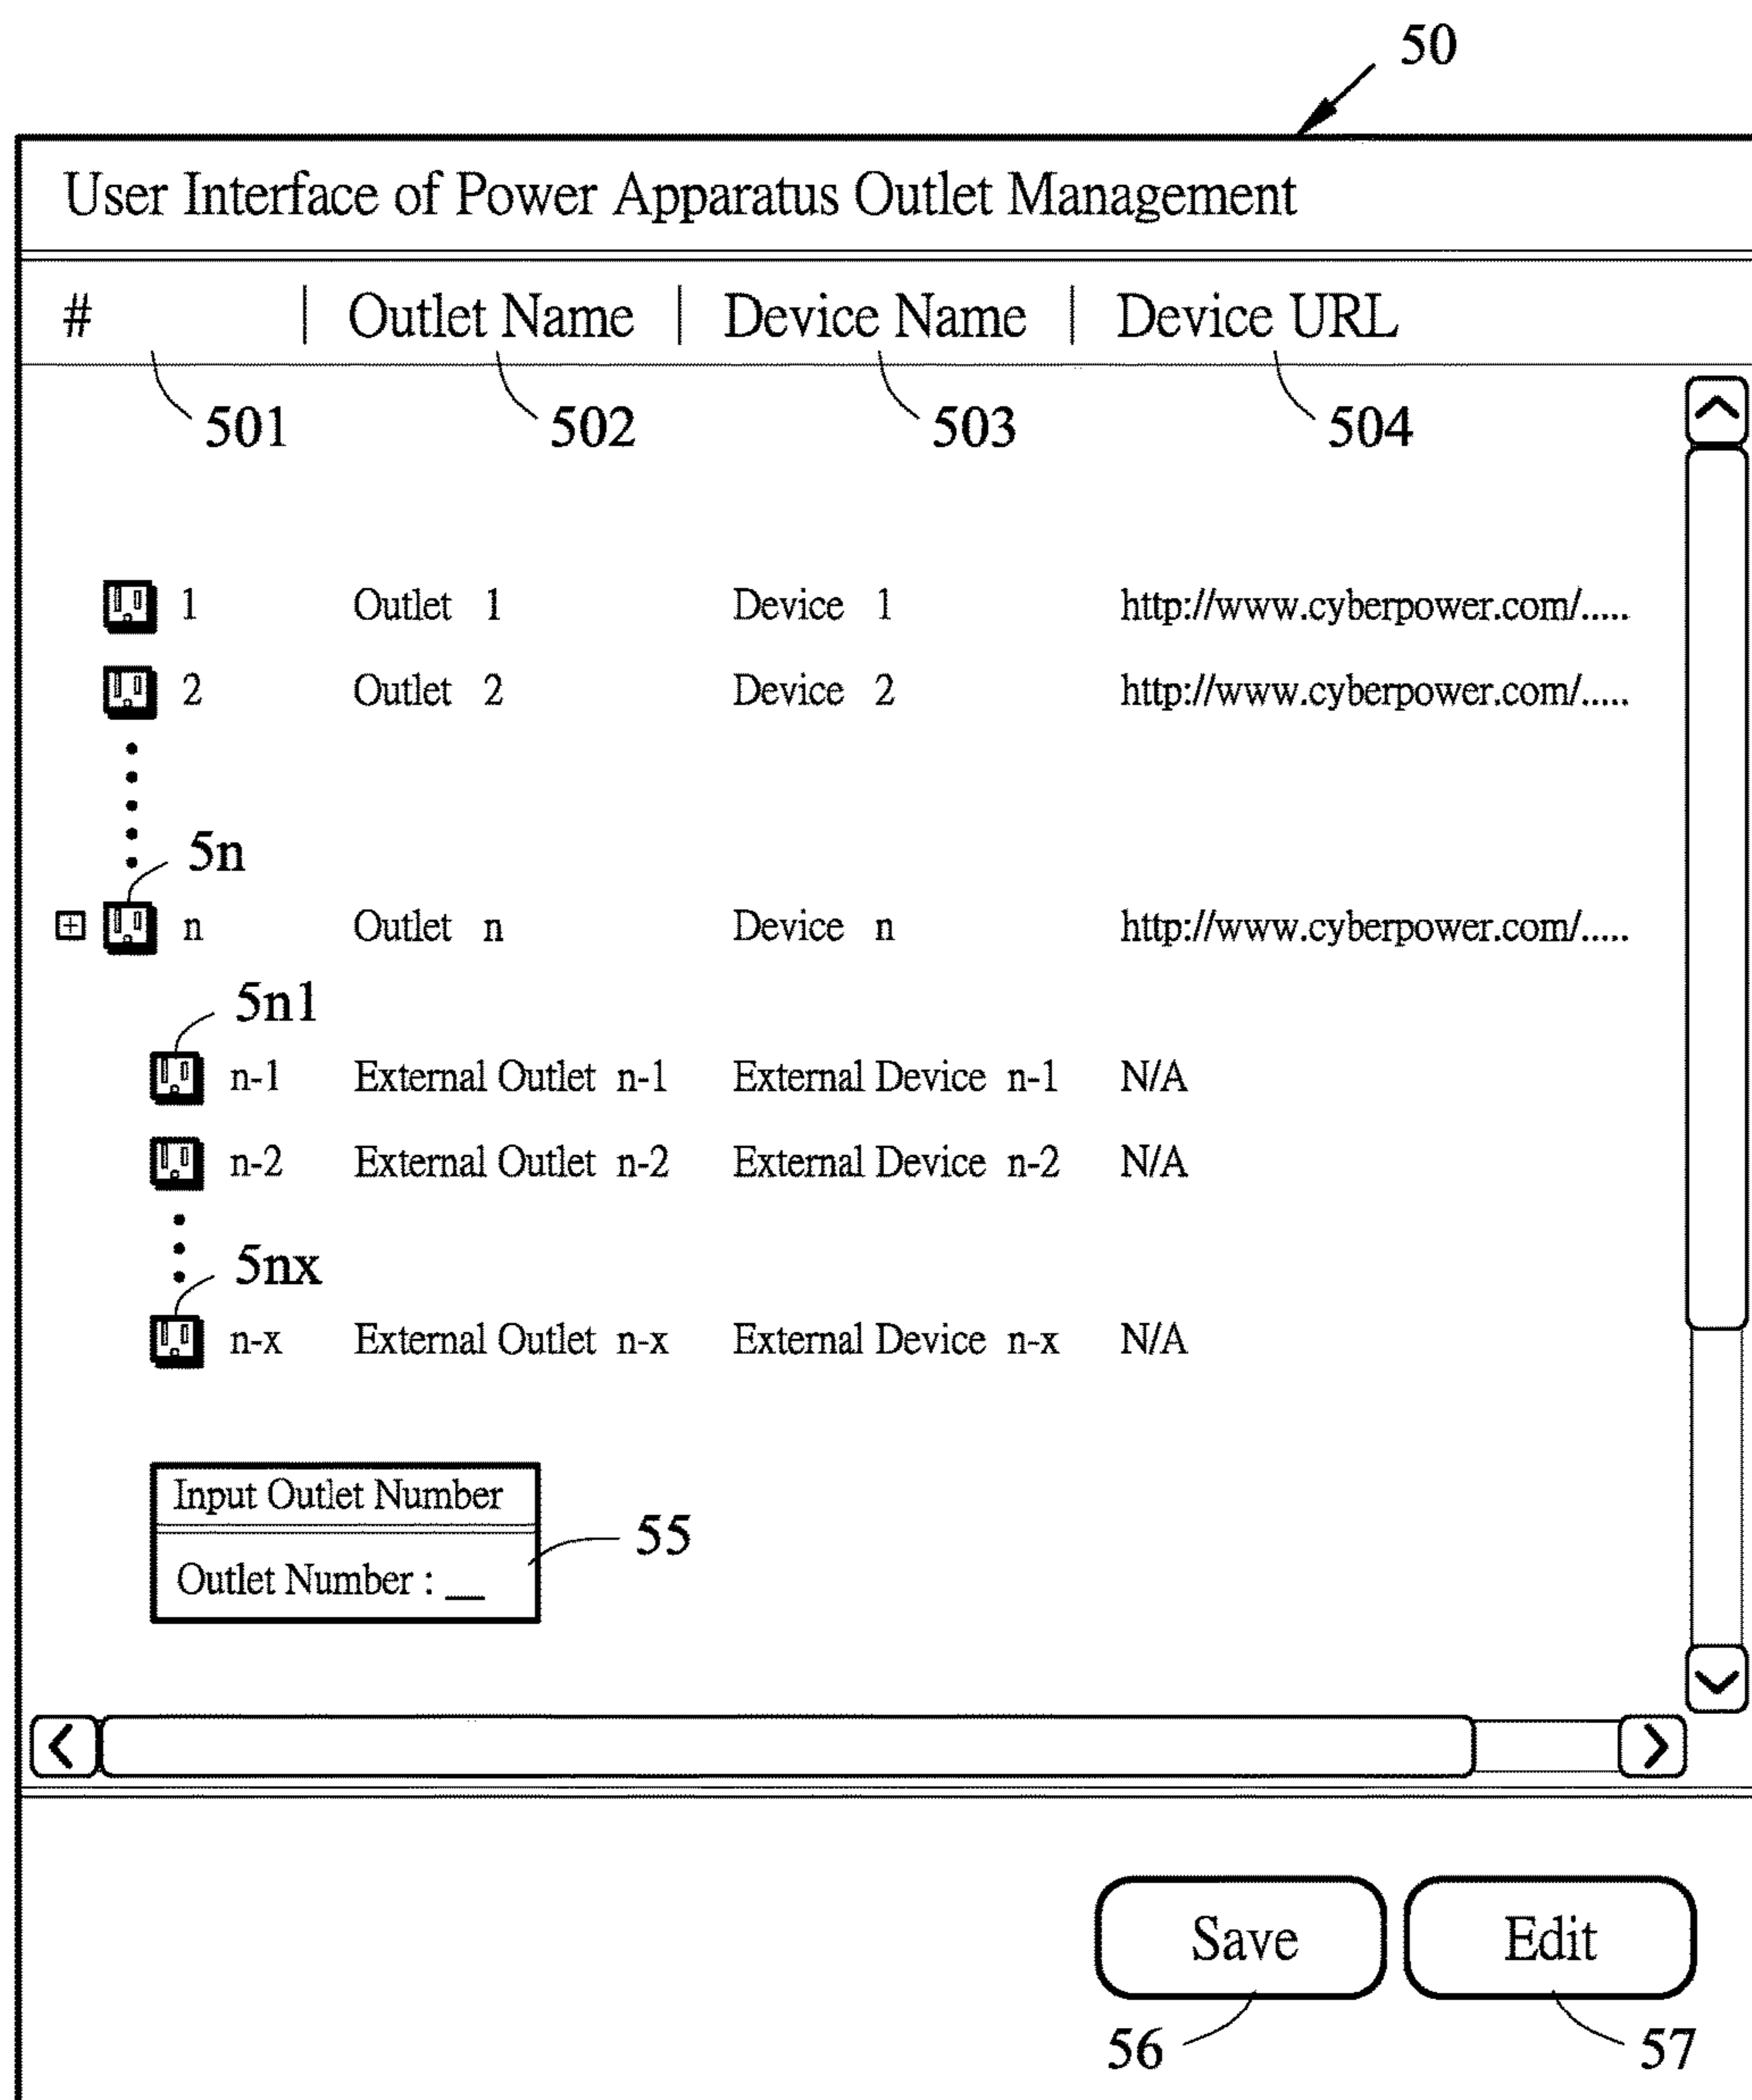 50
User Interface of Power Apparatus Outlet Management
# | Outlet Name | Device Name | Device URL
501 502 503 504
1 Outlet 1 Device 1 http://www.cyberpower.com/.....
2 Outlet 2 Device 2 http://www.cyberpower.com/.....
5n
n Outlet n Device n http://www.cyberpower.com/.....
5n1
n-1 External Outlet n-1 External Device n-1 N/A
n-2 External Outlet n-2 External Device n-2 N/A
5nx
n-x External Outlet n-x External Device n-x N/A
Input Outlet Number
55
Outlet Number : __
Save Edit
56 57